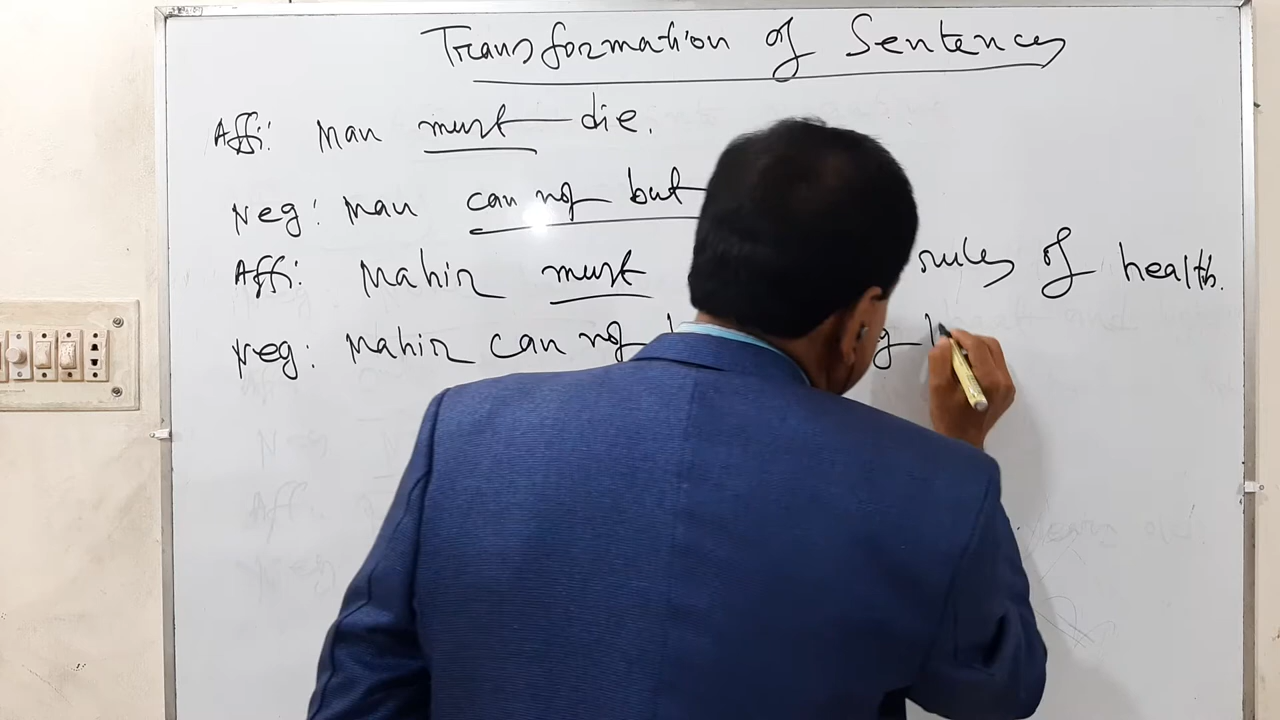 Transformation of Sentences
Affi: Man must die.
Neg: Man can not but
Affi: Mahir must rules of health.
Neg: Mahir can not